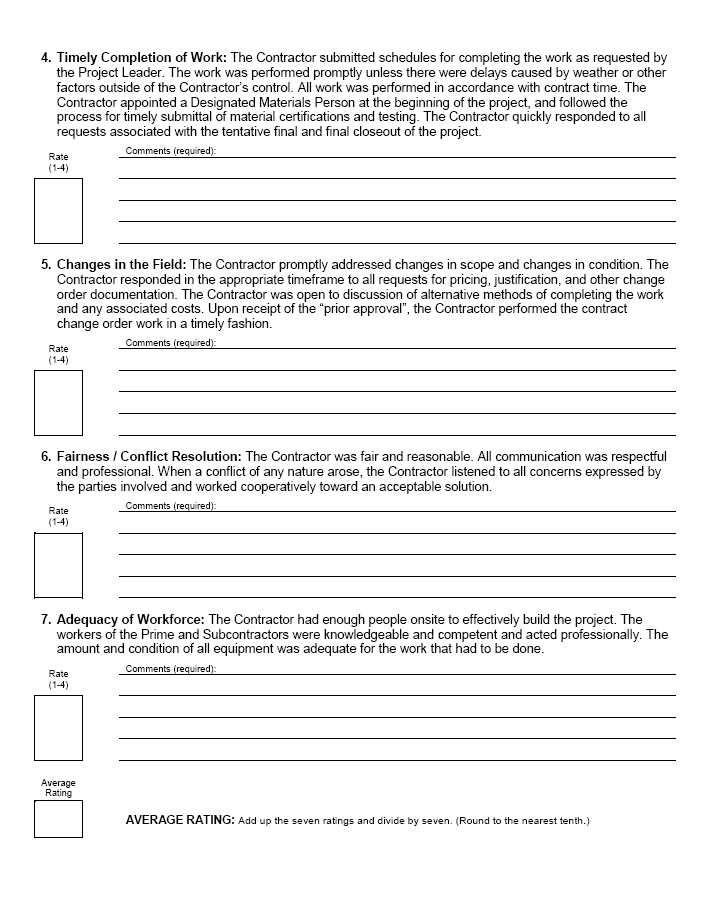 4. Timely Completion of Work: The Contractor submitted schedules for completing the work as requested by
the Project Leader. The work was performed promptly unless there were delays caused by weather or other
factors outside of the Contractor's control. All work was performed in accordance with contract time. The
Contractor appointed a Designated Materials Person at the beginning of the project, and followed the
process for timely submittal of material certifications and testing. The Contractor quickly responded to all
requests associated with the tentative final and final closeout of the project.
Comments (required):
Rate
(1-4)
5. Changes in the Field: The Contractor promptly addressed changes in scope and changes in condition. The
Contractor responded in the appropriate timeframe to all requests for pricing, justification, and other change
order documentation. The Contractor was open to discussion of alternative methods of completing the work
and any associated costs. Upon receipt of the “prior approval”, the Contractor performed the contract
change order work in a timely fashion.
Comments (required):
Rate
(1-4)
6. Fairness / Conflict Resolution: The Contractor was fair and reasonable. All communication was respectful
and professional. When a conflict of any nature arose, the Contractor listened to all concerns expressed by
the parties involved and worked cooperatively toward an acceptable solution.
Comments (required):
Rate
(1-4)
7. Adequacy of Workforce: The Contractor had enough people onsite to effectively build the project. The
workers of the Prime and Subcontractors were knowledgeable and competent and acted professionally. The
amount and condition of all equipment was adequate for the work that had to be done.
Comments (required):
Rate
(1-4)
Average
Rating
AVERAGE RATING: Add up the seven ratings and divide by seven. (Round to the nearest tenth.)